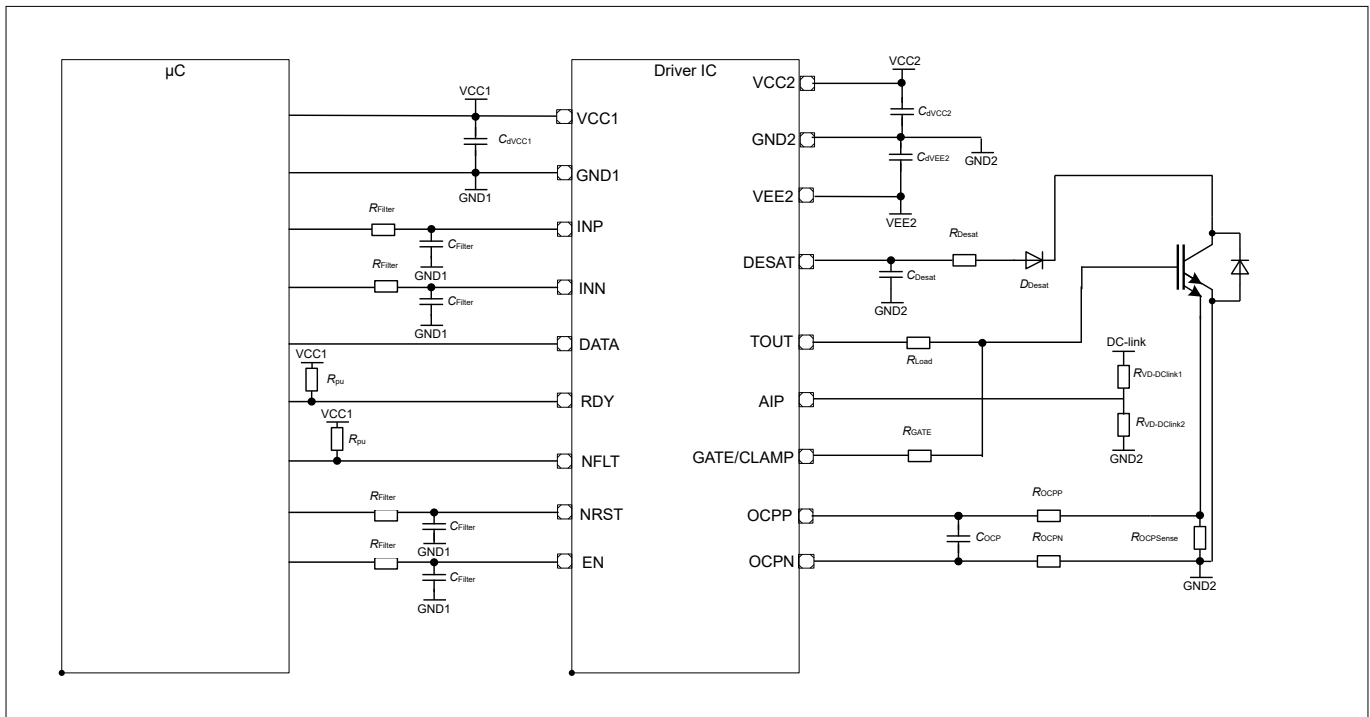 µC
Driver IC
VCC1
CdVCC1
GND1
RFilter
CFilter
GND1
RFilter
CFilter
GND1
VCC1
Rpu
VCC1
Rpu
RFilter
CFilter
GND1
RFilter
CFilter
GND1
VCC1
GND1
INP
INN
DATA
RDY
NFLT
NRST
EN
VCC2
GND2
VEE2
DESAT
TOUT
AIP
GATE/CLAMP
OCPP
OCPN
VCC2
CdVCC2
GND2
CdVEE2
VEE2
RDesat
CDesat
DDesat
GND2
RLoad
DC-link
RVD-DClink1
RVD-DClink2
GND2
RGATE
ROCPP
COCP
ROCPN
ROCPSense
GND2